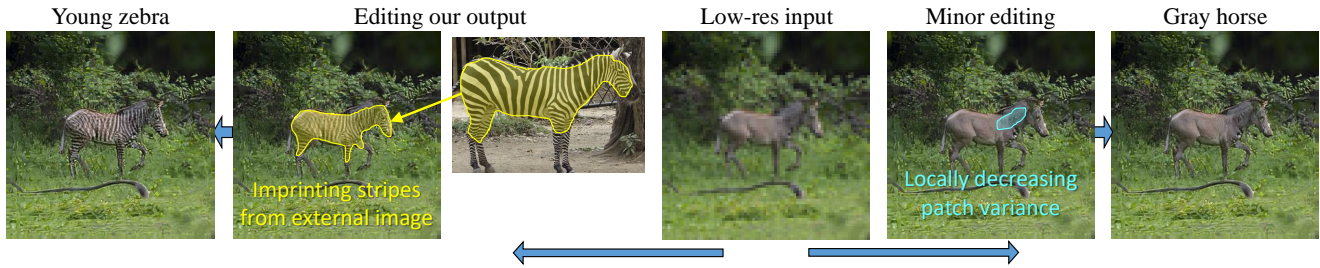 Young zebra
Editing our output
Low-res input
Minor editing
Gray horse
Imprinting stripes
from external image
Locally decreasing
patch variance